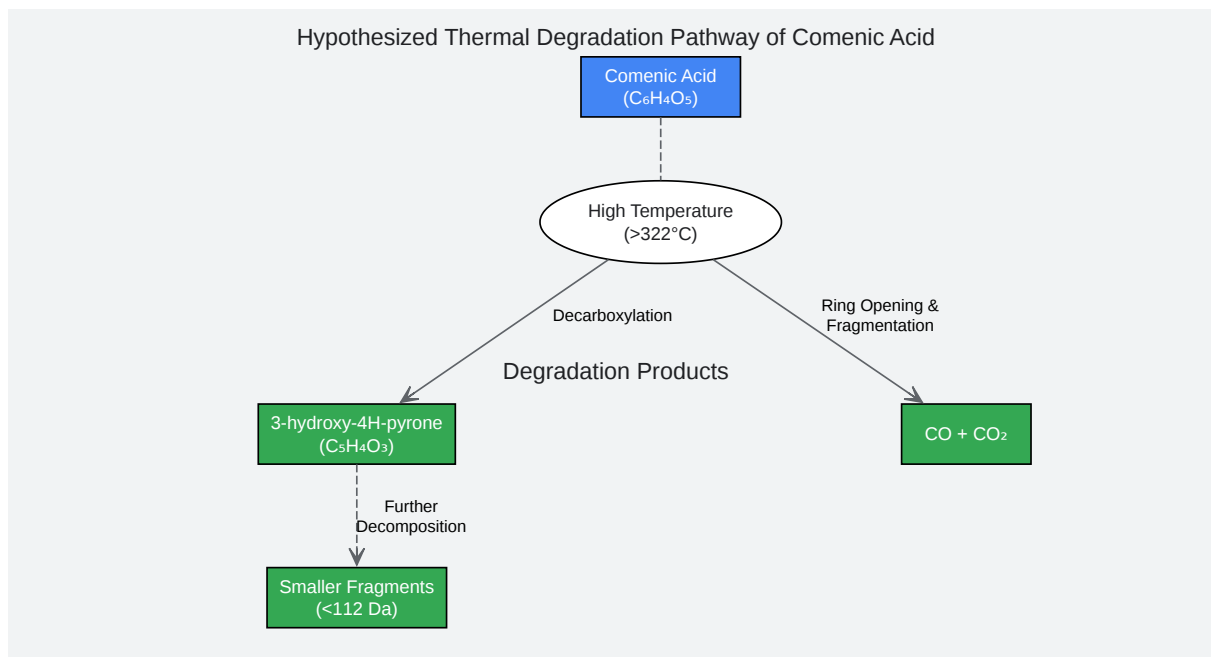 Hypothesized Thermal Degradation Pathway of Comenic Acid
Comenic Acid
(C₆H₄O₅)
High Temperature
(>322°C)
Decarboxylation
Ring Opening &
Fragmentation
Degradation Products
3-hydroxy-4H-pyrone
(C₅H₄O₃)
CO + CO₂
Further
Decomposition
Smaller Fragments
(<112 Da)